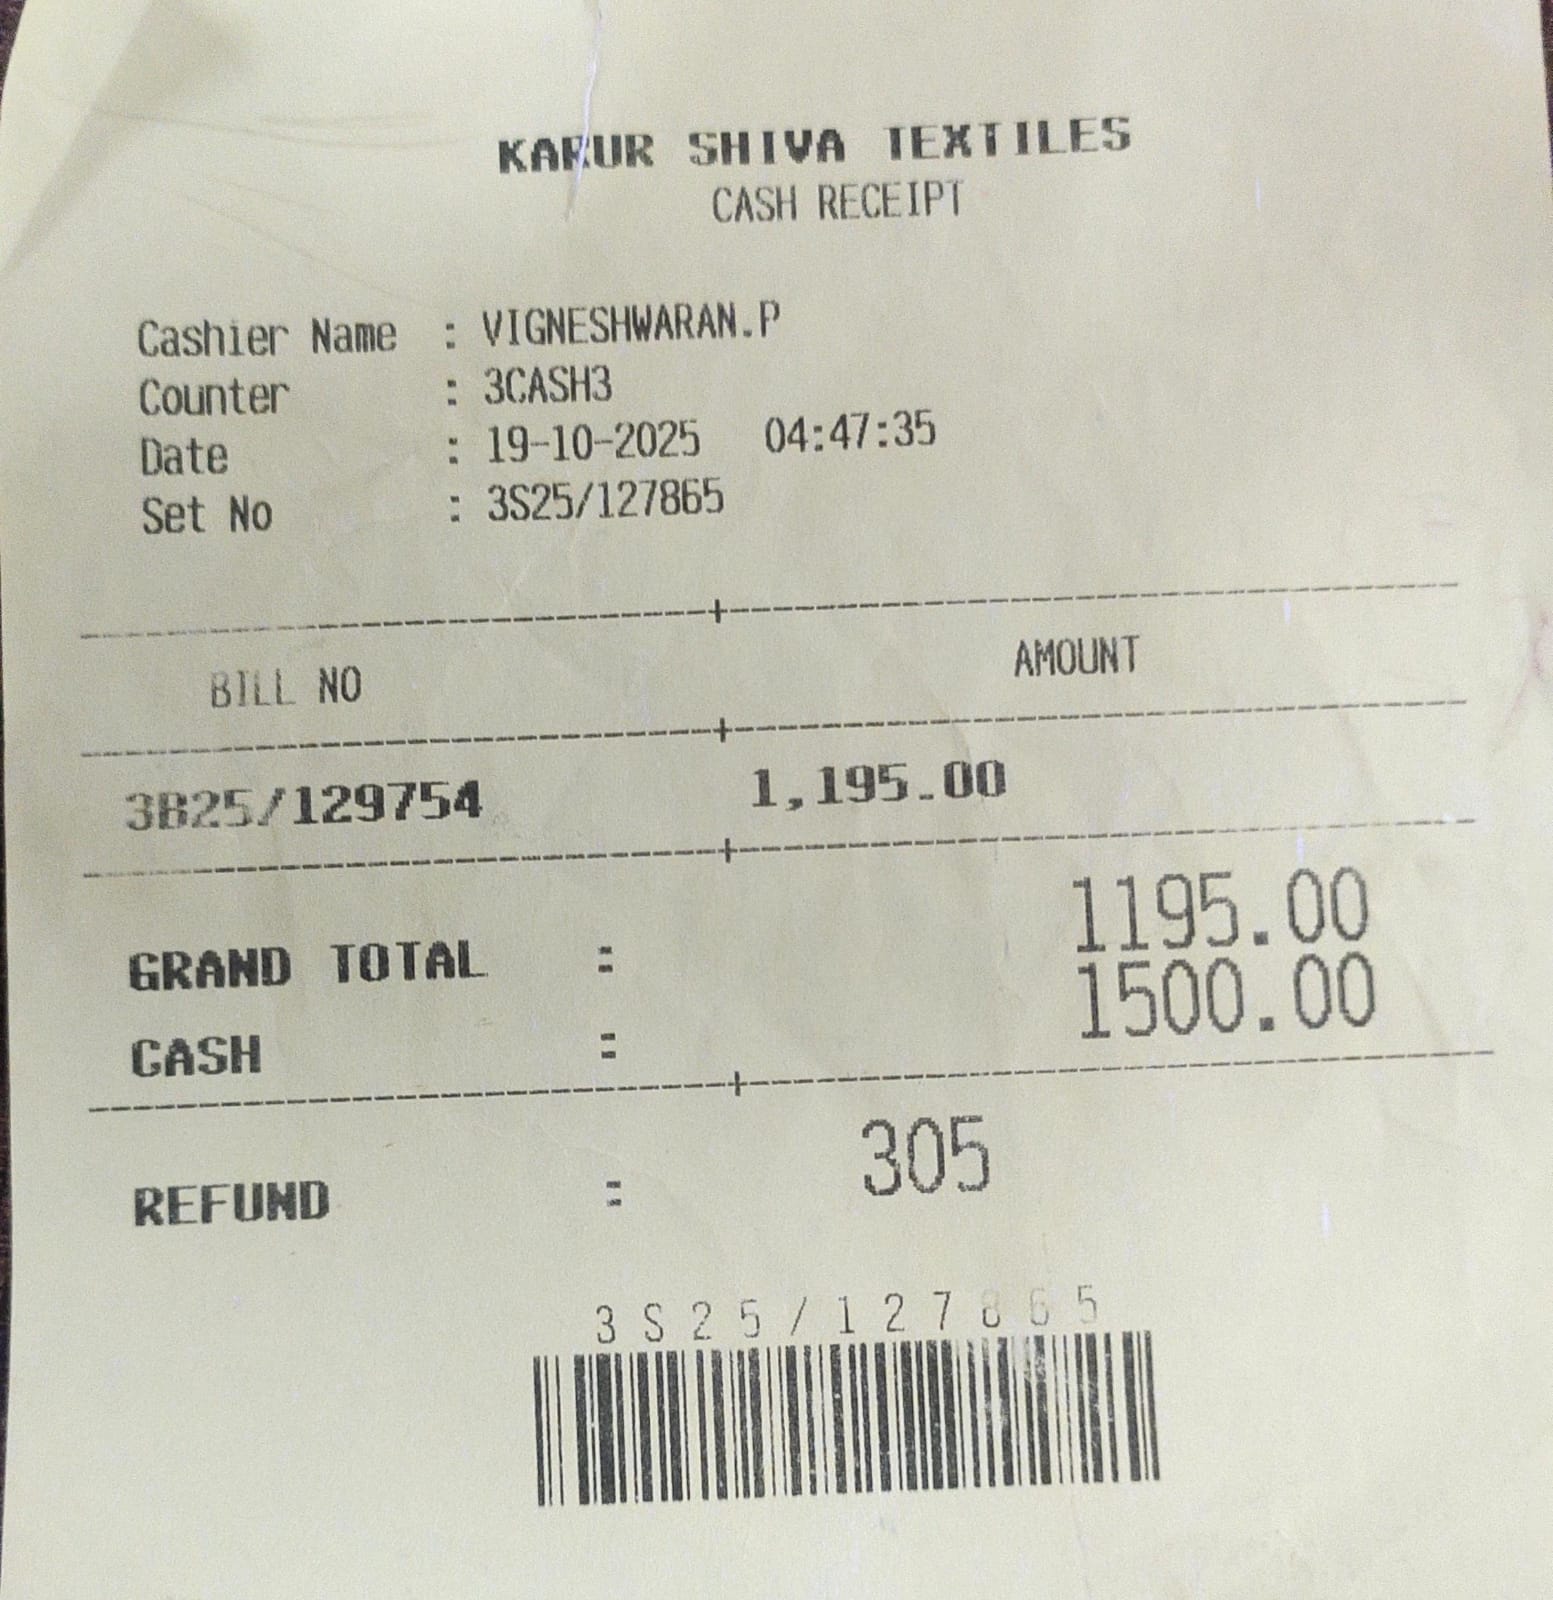 KARUR SHIVA TEXTILES
CASH RECEIPT
Cashier Name : VIGNESHWARAN.P
Counter : 3CASH3
Date : 19-10-2025 04:47:35
Set No : 3S25/127865
BILL NO AMOUNT
3B25/129754 1,195.00
GRAND TOTAL : 1195.00
CASH : 1500.00
REFUND : 305
3S25/127865